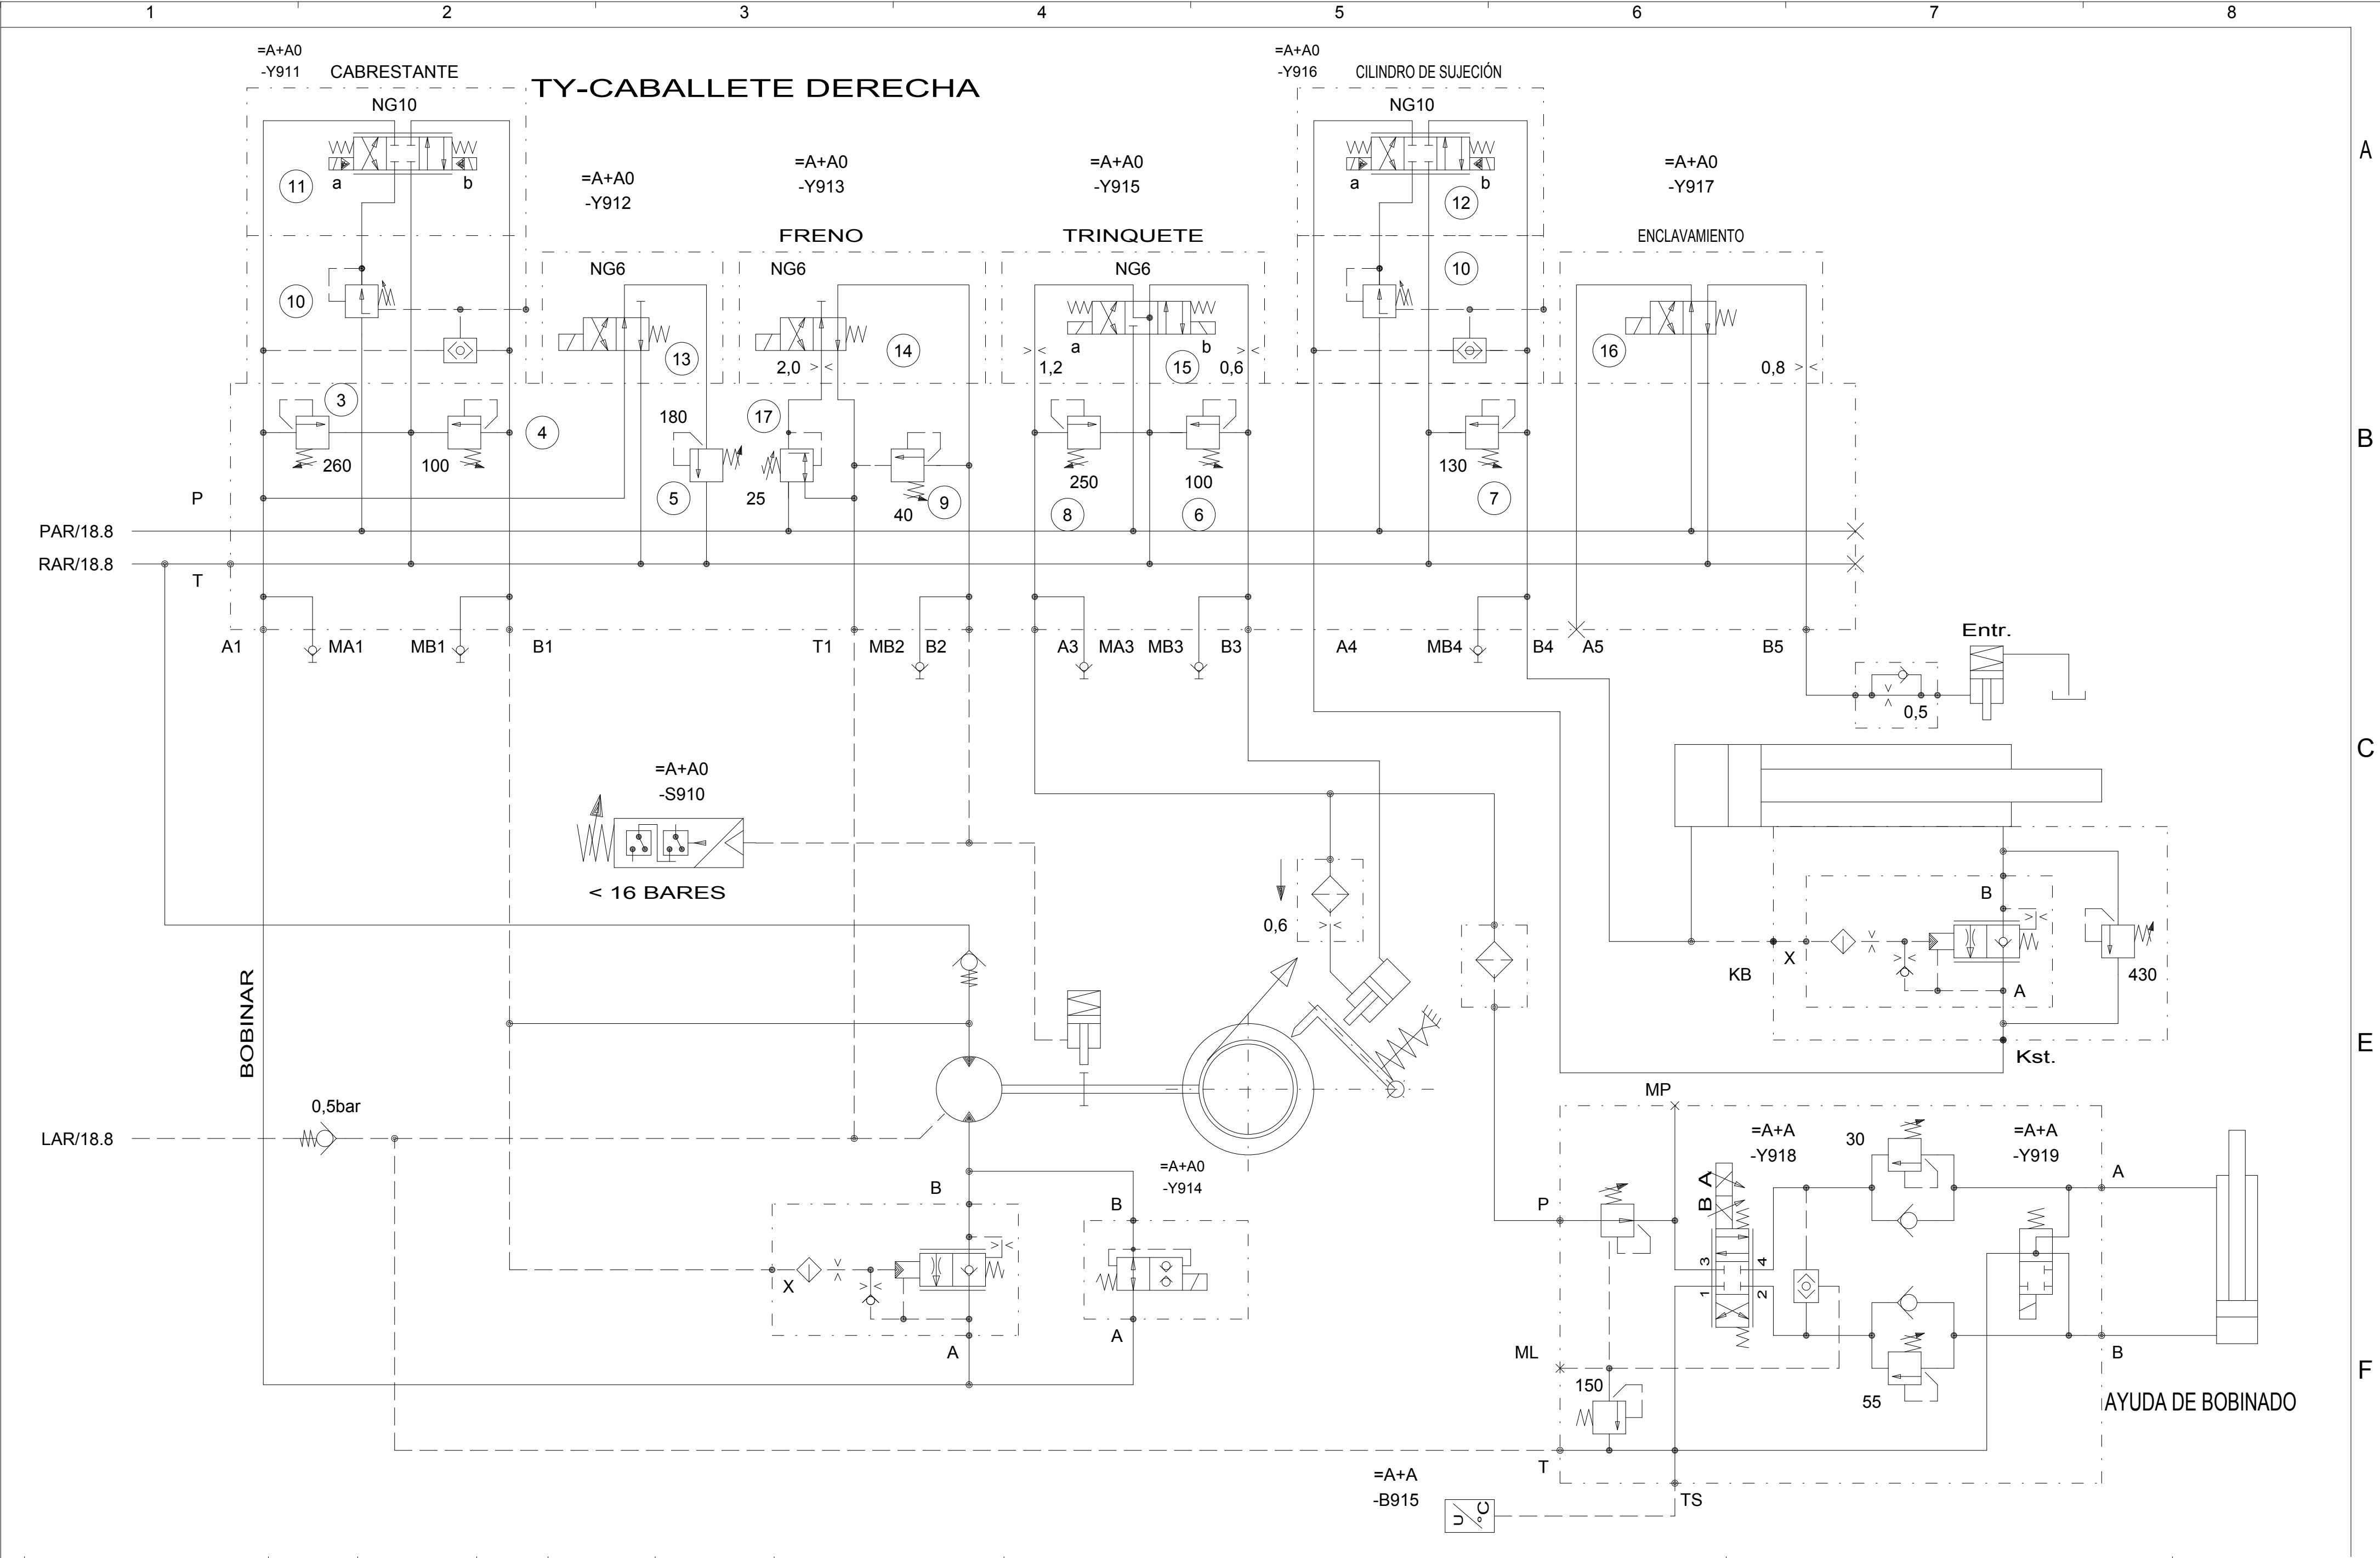 1 2 3 4 5 6 7 8
=A+A0
-Y911
CABRESTANTE
TY-CABALLETE DERECHA
=A+A0
-Y916
CILINDRO DE SUJECIÓN
NG10
NG10
A
11
a
b
=A+A0
-Y912
=A+A0
-Y913
=A+A0
-Y915
a
b
12
=A+A0
-Y917
FRENO
TRINQUETE
ENCLAVAMIENTO
10
NG6
NG6
NG6
10
13
2,0
14
1,2
a
b
15
0,6
16
0,8
3
260
100
4
180
5
17
25
40
9
250
8
100
6
130
7
B
P
PAR/18.8
RAR/18.8
T
A1
MA1
MB1
B1
T1
MB2
B2
A3
MA3
MB3
B3
A4
MB4
B4
A5
B5
Entr.
0,5
C
=A+A0
-S910
< 16 BARES
0,6
B
X
KB
A
430
Kst.
BOBINAR
E
0,5bar
LAR/18.8
MP
=A+A0
-Y914
=A+A
-Y918
30
=A+A
-Y919
A
B
B
P
B A
3
4
1
2
X
A
A
ML
B
150
55
F
AYUDA DE BOBINADO
T
=A+A
-B915
TS
U
°C